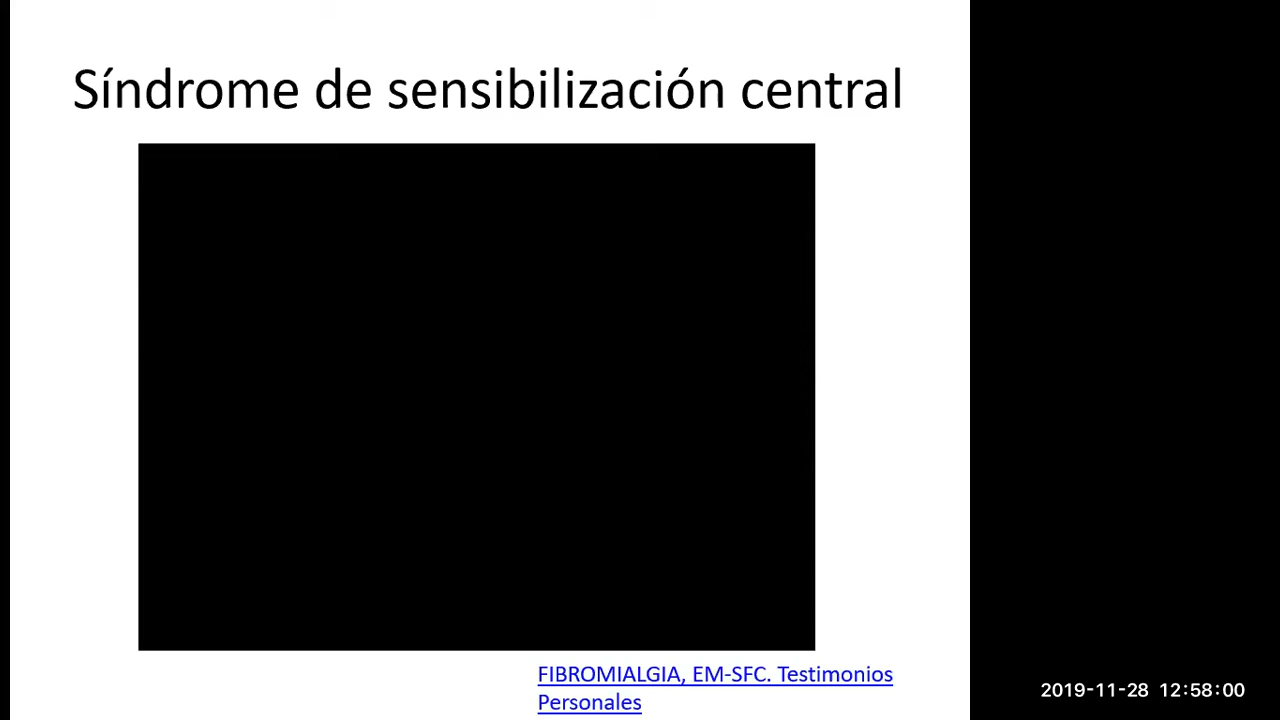 Síndrome de sensibilización central
FIBROMIALGIA, EM-SFC. Testimonios
Personales
2019-11-28 12:58:00